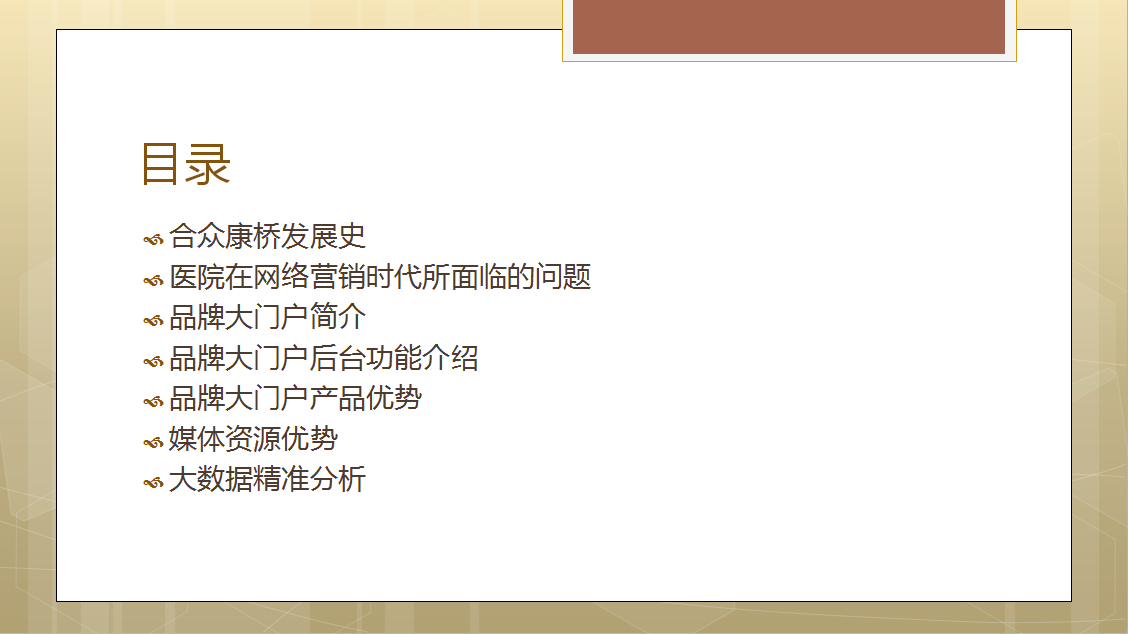 目录
合众康桥发展史
医院在网络营销时代所面临的问题
品牌大门户简介
品牌大门户后台功能介绍
品牌大门户产品优势
媒体资源优势
大数据精准分析